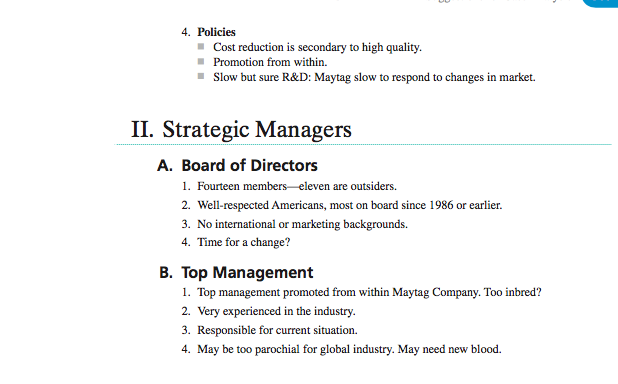 4. Policies
■ Cost reduction is secondary to high quality.
■ Promotion from within.
■ Slow but sure R&D: Maytag slow to respond to changes in market.
II. Strategic Managers
A. Board of Directors
1. Fourteen members—eleven are outsiders.
2. Well-respected Americans, most on board since 1986 or earlier.
3. No international or marketing backgrounds.
4. Time for a change?
B. Top Management
1. Top management promoted from within Maytag Company. Too inbred?
2. Very experienced in the industry.
3. Responsible for current situation.
4. May be too parochial for global industry. May need new blood.